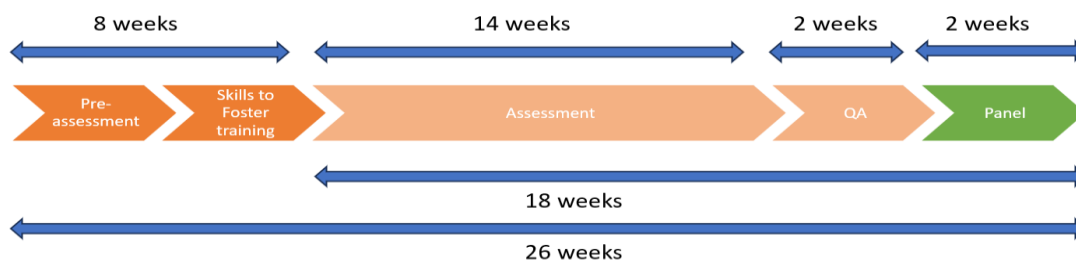 8 weeks
14 weeks
2 weeks
2 weeks
Pre-
assessment
Skills to
Foster
training
Assessment
QA
Panel
18 weeks
26 weeks